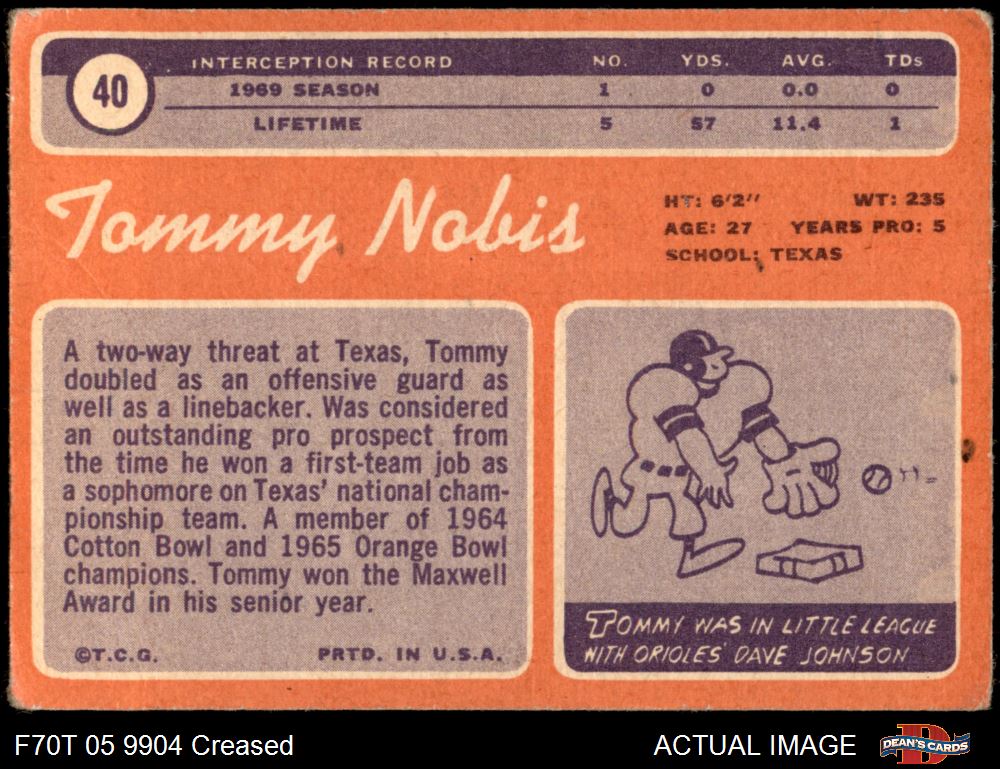 40
INTERCEPTION RECORD NO. YDS. AVG. TDs
1969 SEASON 1 0 0.0 0
LIFETIME 5 57 11.4 1
Tommy Nobis
HT: 6'2" WT: 235
AGE: 27 YEARS PRO: 5
SCHOOL: TEXAS
A two-way threat at Texas, Tommy
doubled as an offensive guard as
well as a linebacker. Was considered
an outstanding pro prospect from
the time he won a first-team job as
a sophomore on Texas' national cham-
pionship team. A member of 1964
Cotton Bowl and 1965 Orange Bowl
champions. Tommy won the Maxwell
Award in his senior year.
©T.C.G. PRTD. IN U.S.A.
TOMMY WAS IN LITTLE LEAGUE
WITH ORIOLES' DAVE JOHNSON
F70T 05 9904 Creased
ACTUAL IMAGE
D
DEAN'S CARDS